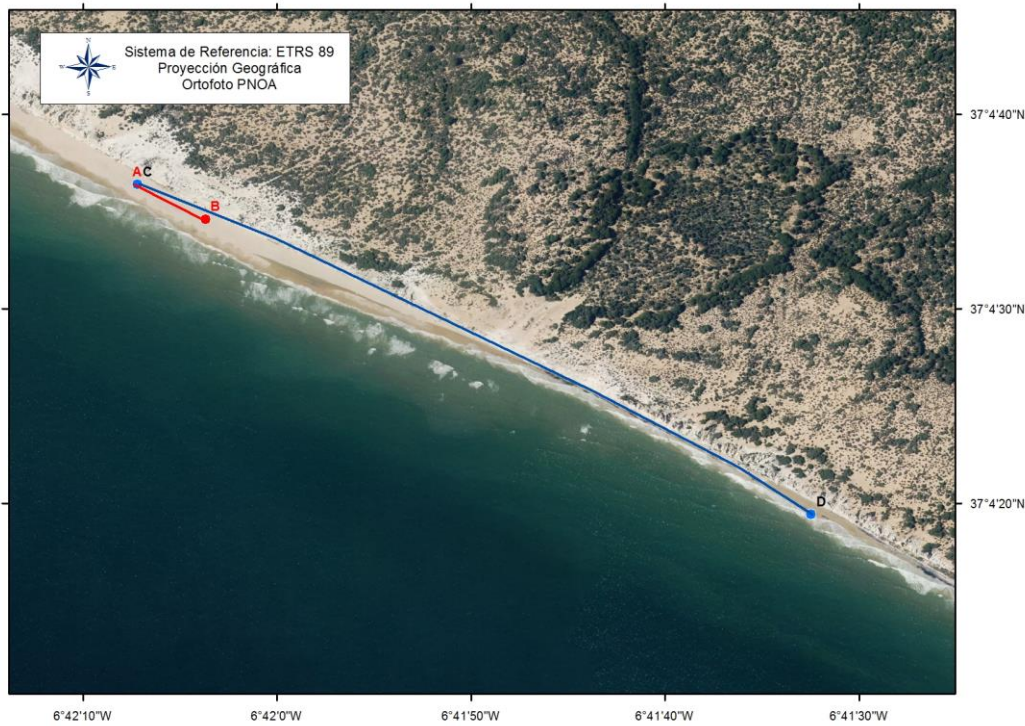 N
W E
S
Sistema de Referencia: ETRS 89
Proyección Geográfica
Ortofoto PNOA
37°4'40"N
A C
B
37°4'30"N
37°4'20"N
D
6°42'10"W 6°42'0"W 6°41'50"W 6°41'40"W 6°41'30"W